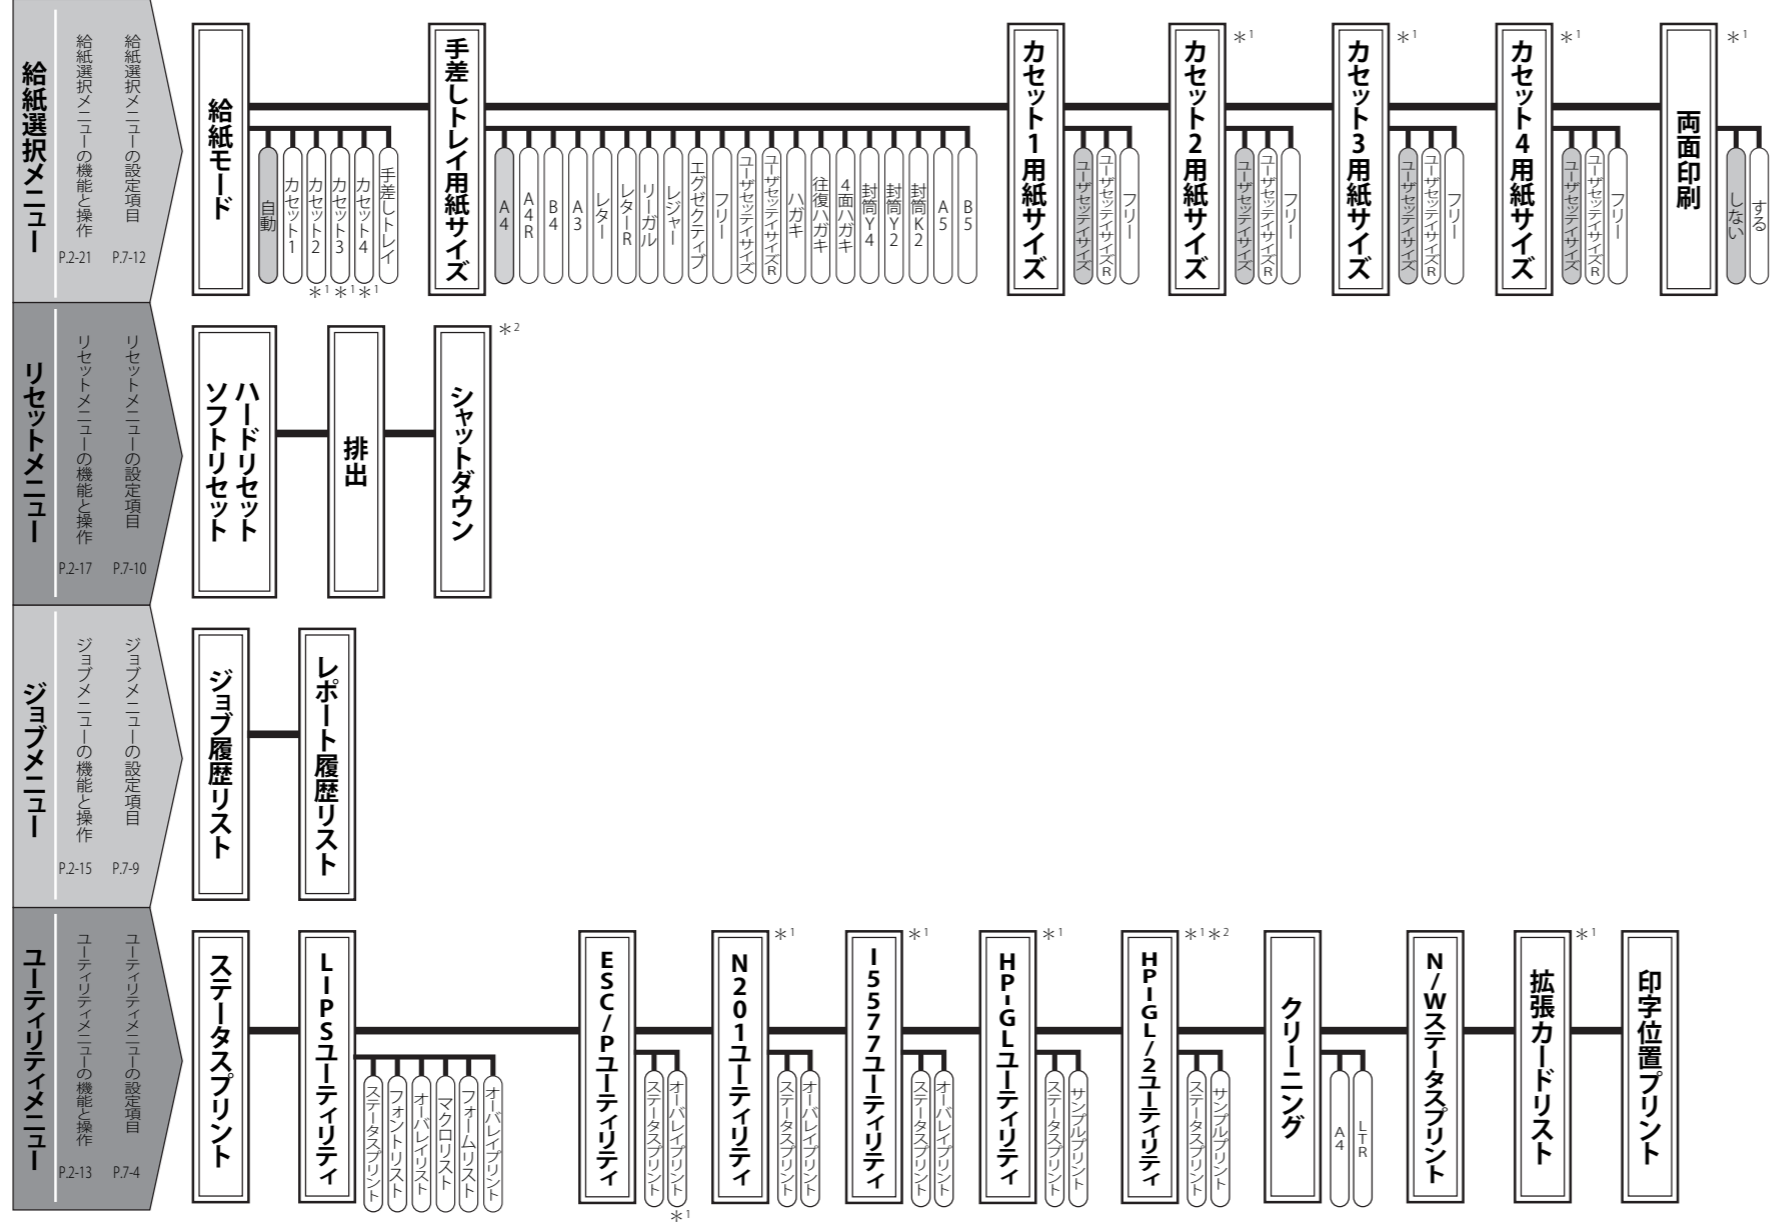 給紙選択メニュー
給紙選択メニューの機能と操作
P.2-21
給紙選択メニューの設定項目
P.7-12
給紙モード
自動
カセット1
カセット2
*1
カセット3
*1
カセット4
*1
手差しトレイ
手差しトレイ用紙サイズ
A4
A4R
B4
A3
レター
レターR
リーガル
レジャー
エグゼクティブ
フリー
ユーザセッテイサイズ
ユーザセッテイサイズR
ハガキ
往復ハガキ
4面ハガキ
封筒Y4
封筒Y2
封筒K2
A5
B5
カセット1用紙サイズ
ユーザセッテイサイズ
ユーザセッテイサイズR
フリー
カセット2用紙サイズ
*1
ユーザセッテイサイズ
ユーザセッテイサイズR
フリー
カセット3用紙サイズ
*1
ユーザセッテイサイズ
ユーザセッテイサイズR
フリー
カセット4用紙サイズ
*1
ユーザセッテイサイズ
ユーザセッテイサイズR
フリー
両面印刷
*1
しない
する
リセットメニュー
リセットメニューの機能と操作
P.2-17
リセットメニューの設定項目
P.7-10
ハードリセット
ソフトリセット
排出
シャットダウン
*2
ジョブメニュー
ジョブメニューの機能と操作
P.2-15
ジョブメニューの設定項目
P.7-9
ジョブ履歴リスト
レポート履歴リスト
ユーティリティメニュー
ユーティリティメニューの機能と操作
P.2-13
ユーティリティメニューの設定項目
P.7-4
ステータスプリント
LIPSユーティリティ
ステータスプリント
フォントリスト
オーバレイリスト
マクロリスト
フォームリスト
オーバレイプリント
ESC/Pユーティリティ
ステータスプリント
オーバレイプリント
*1
N201ユーティリティ
*1
ステータスプリント
オーバレイプリント
I5577ユーティリティ
*1
ステータスプリント
オーバレイプリント
HP-GLユーティリティ
*1
ステータスプリント
サンプルプリント
HP-GL/2ユーティリティ
*1*2
ステータスプリント
サンプルプリント
クリーニング
A4
LTR
N/Wステータスプリント
拡張カードリスト
*1
印字位置プリント